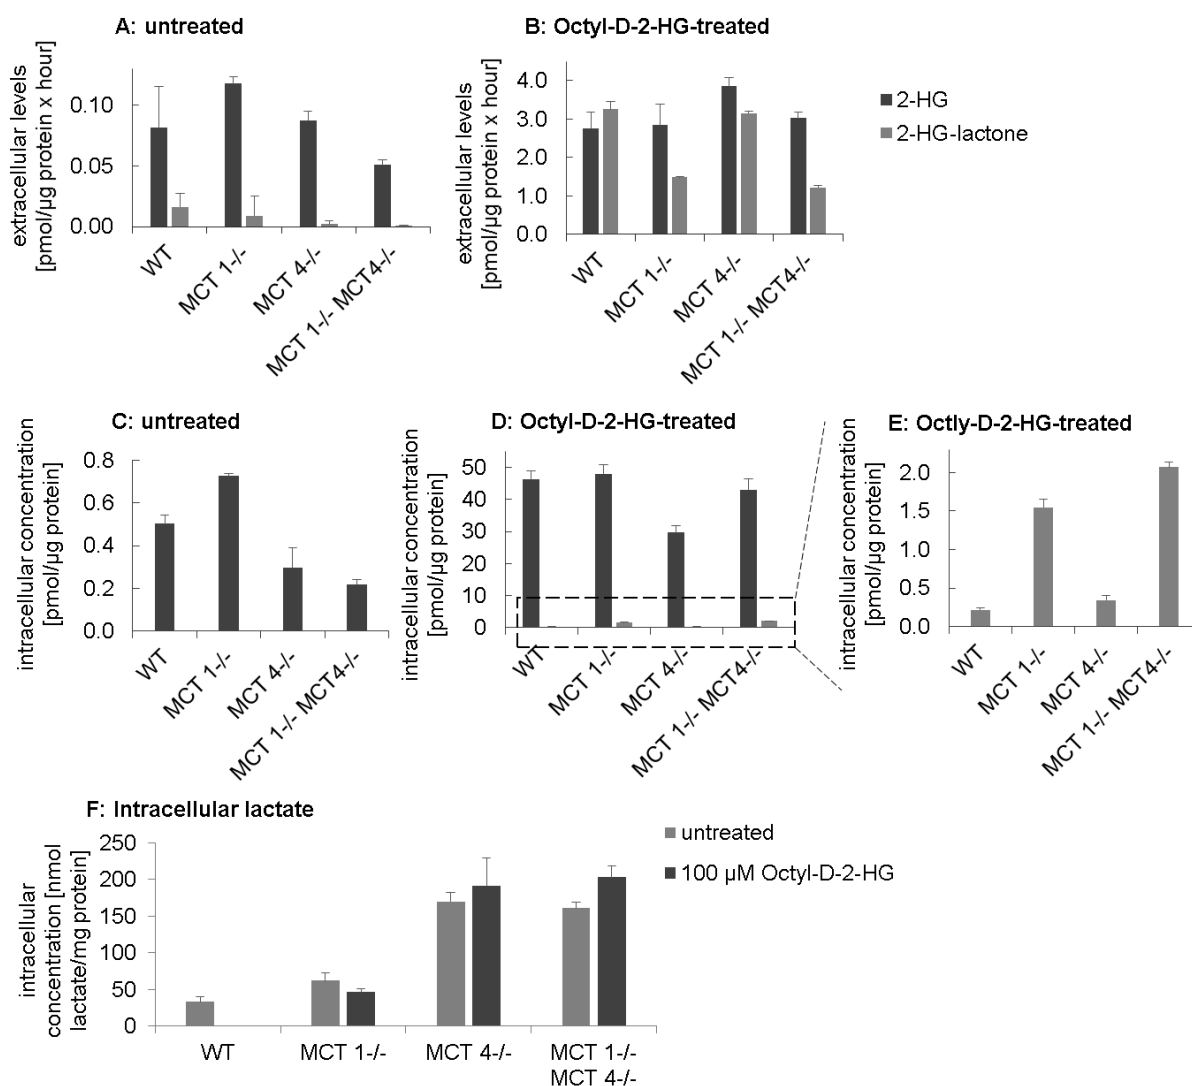 A: untreated
extracellular levels
[pmol/µg protein x hour]
0.10
0.05
0.00
WT
MCT 1-/-
MCT 4-/-
MCT 1-/- MCT4-/-
B: Octyl-D-2-HG-treated
extracellular levels
[pmol/µg protein x hour]
4.0
3.0
2.0
1.0
0.0
WT
MCT 1-/-
MCT 4-/-
MCT 1-/- MCT4-/-
2-HG
2-HG-lactone
C: untreated
intracellular concentration
[pmol/µg protein]
0.8
0.6
0.4
0.2
0.0
WT
MCT 1-/-
MCT 4-/-
MCT 1-/- MCT4-/-
D: Octyl-D-2-HG-treated
intracellular concentration
[pmol/µg protein]
50
40
30
20
10
0
WT
MCT 1-/-
MCT 4-/-
MCT 1-/- MCT4-/-
E: Octly-D-2-HG-treated
intracellular concentration
[pmol/µg protein]
2.0
1.5
1.0
0.5
0.0
WT
MCT 1-/-
MCT 4-/-
MCT 1-/- MCT4-/-
F: Intracellular lactate
intracellular
concentration [nmol
lactate/mg protein]
250
200
150
100
50
0
WT
MCT 1-/-
MCT 4-/-
MCT 1-/-
MCT 4-/-
untreated
100 µM Octyl-D-2-HG